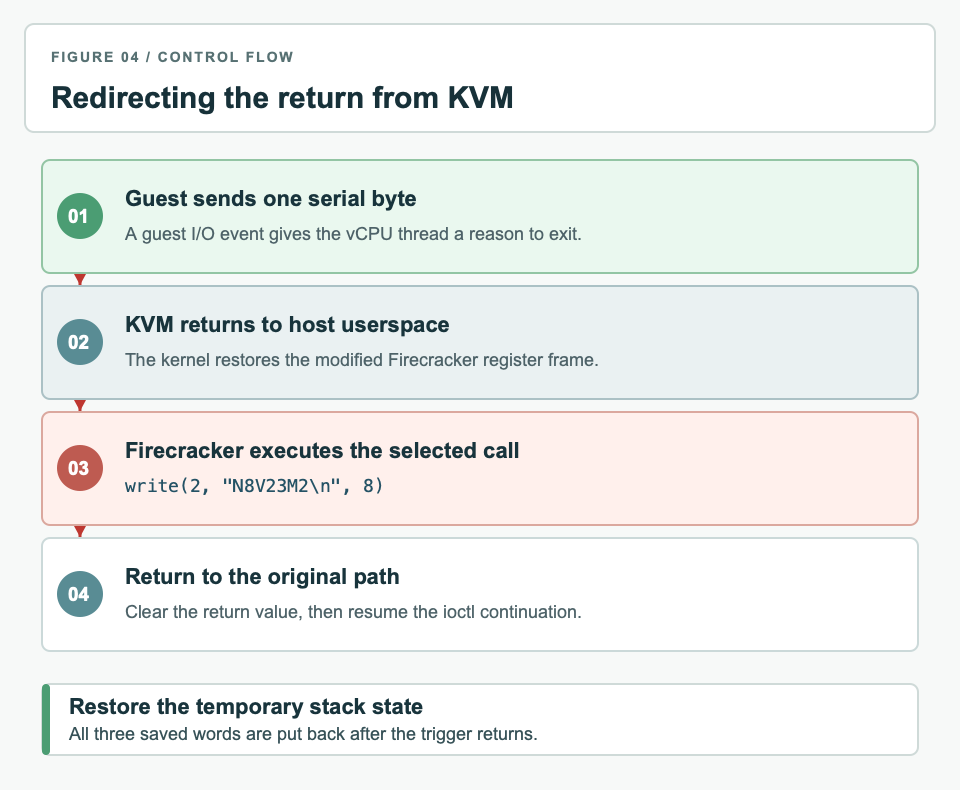 FIGURE 04 / CONTROL FLOW
Redirecting the return from KVM
01
Guest sends one serial byte
A guest I/O event gives the vCPU thread a reason to exit.
02
KVM returns to host userspace
The kernel restores the modified Firecracker register frame.
03
Firecracker executes the selected call
write(2, "N8V23M2\n", 8)
04
Return to the original path
Clear the return value, then resume the ioctl continuation.
Restore the temporary stack state
All three saved words are put back after the trigger returns.